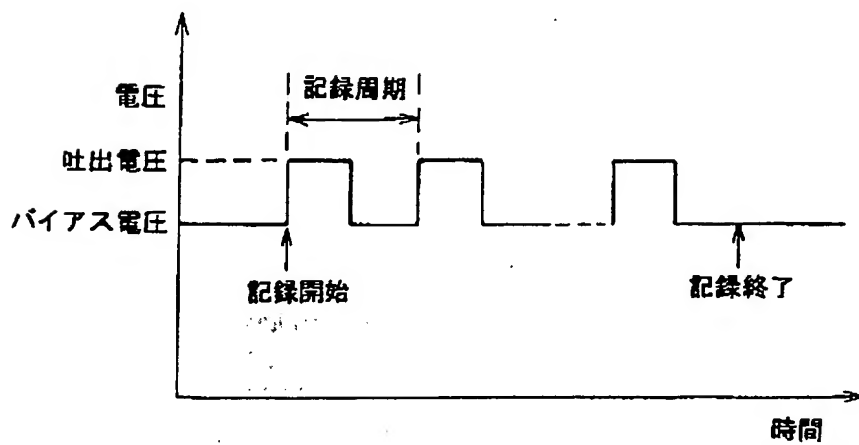 電圧
記録周期
吐出電圧
バイアス電圧
記録開始
記録終了
時間